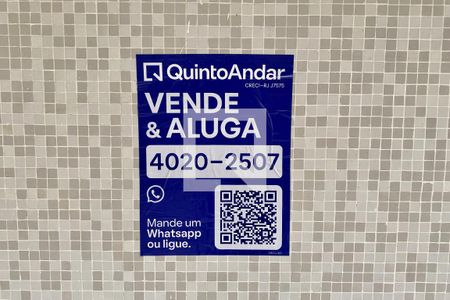 QuintoAndar
CRECI-RJ J7575
VENDE
& ALUGA
4020-2507
Mande um
Whatsapp
ou ligue.